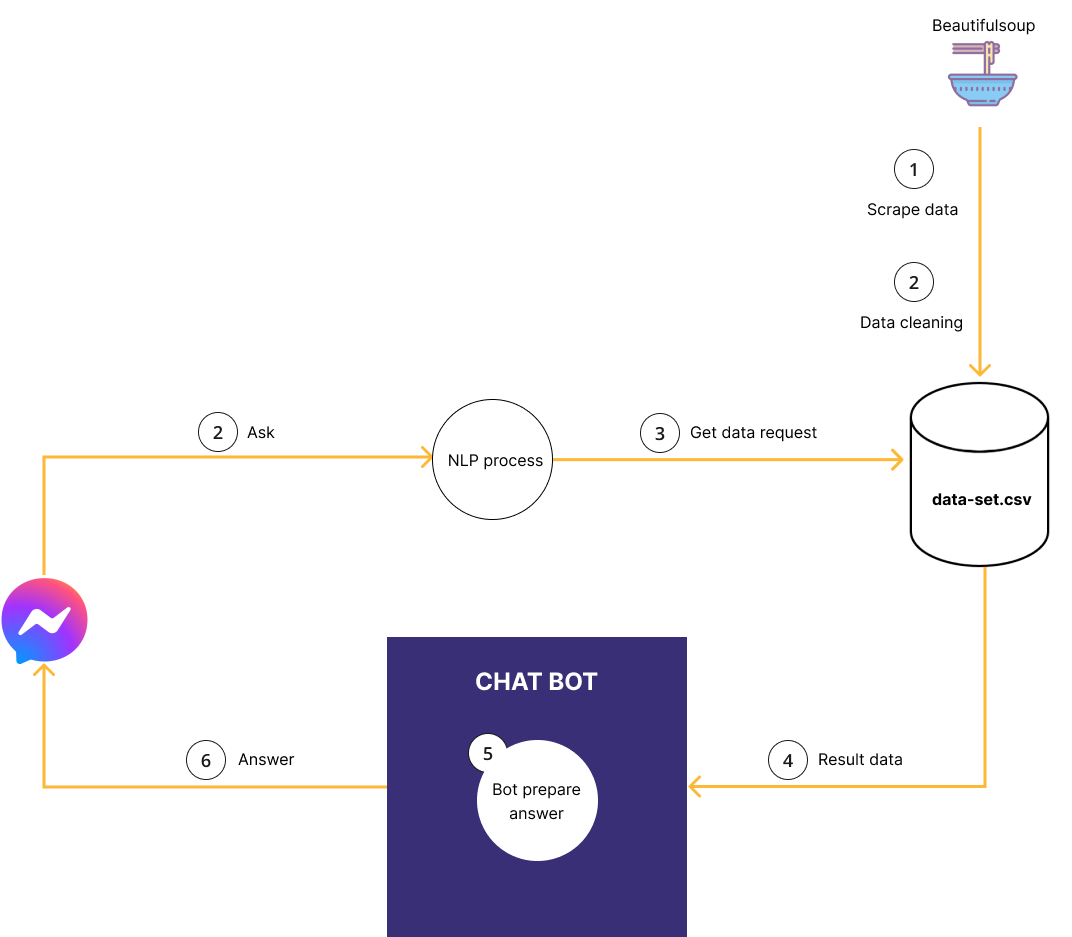 Beautifulsoup
1
Scrape data
2
Data cleaning
2 Ask
NLP process
3 Get data request
data-set.csv
CHAT BOT
5
Bot prepare
answer
4 Result data
6 Answer